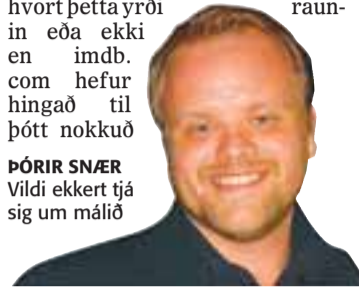 hvort þetta yrði raun-
in eða ekki
en imdb.
com hefur
hingað til
þótt nokkuð
ÞÓRIR SNÆR
Vildi ekkert tjá
sig um málið